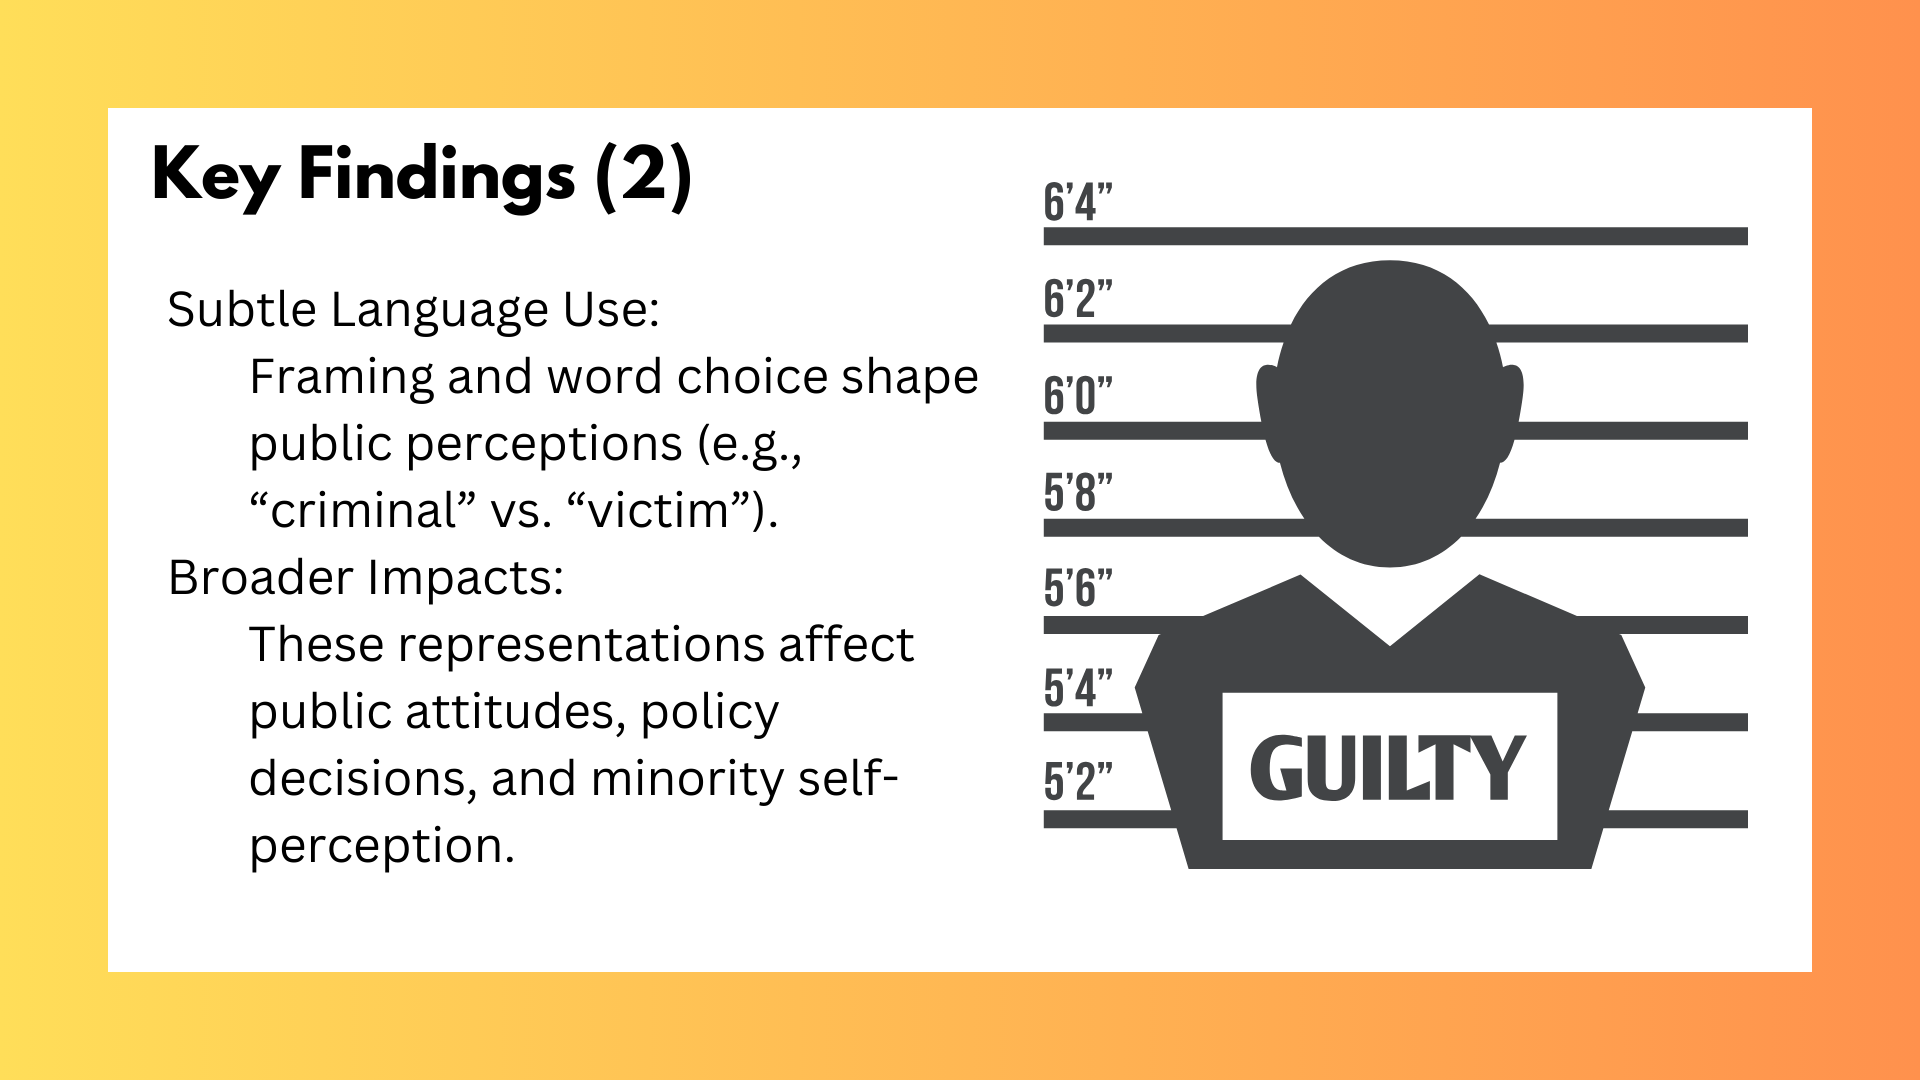 Key Findings (2)
Subtle Language Use:
Framing and word choice shape
public perceptions (e.g.,
“criminal” vs. “victim”).
Broader Impacts:
These representations affect
public attitudes, policy
decisions, and minority self-
perception.
6’4”
6’2”
6’0”
5’8”
5’6”
5’4”
5’2”
GUILTY